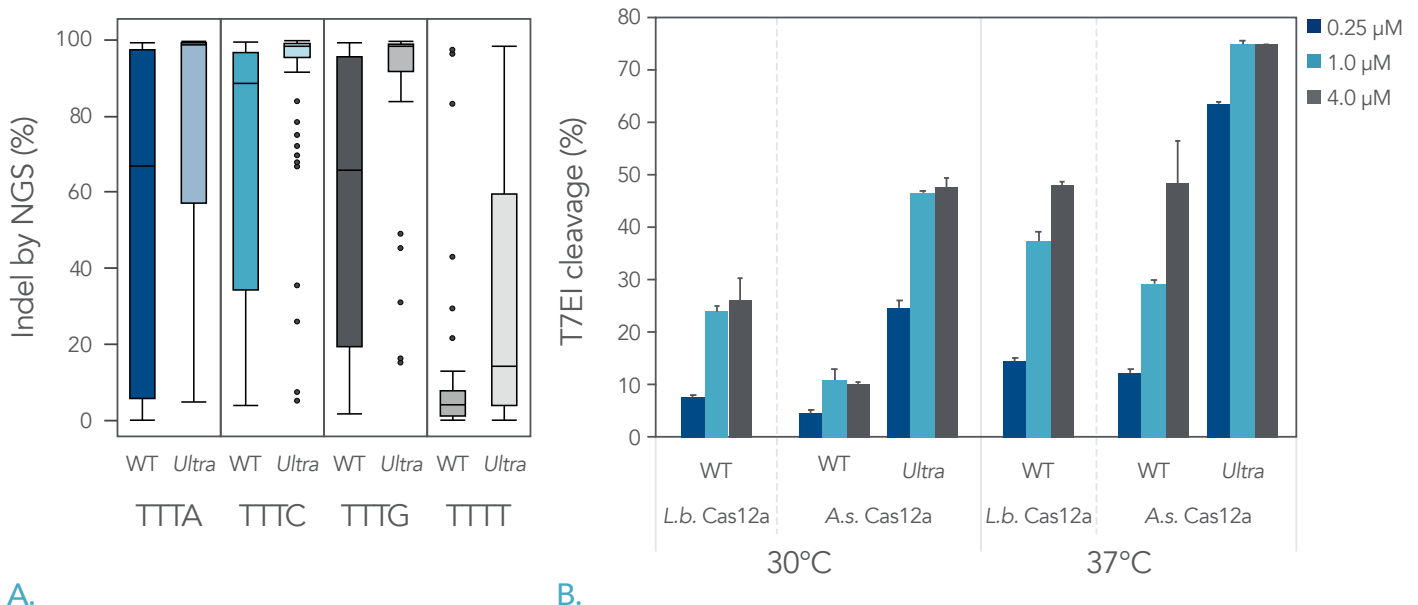 Indel by NGS (%)
100
80
60
40
20
0
WT Ultra WT Ultra WT Ultra WT Ultra
TTTA TTTC TTTG TTTT
A.
T7EI cleavage (%)
80
70
60
50
40
30
20
10
0
0.25 µM
1.0 µM
4.0 µM
WT WT Ultra WT WT Ultra
L.b. Cas12a A.s. Cas12a L.b. Cas12a A.s. Cas12a
30°C 37°C
B.